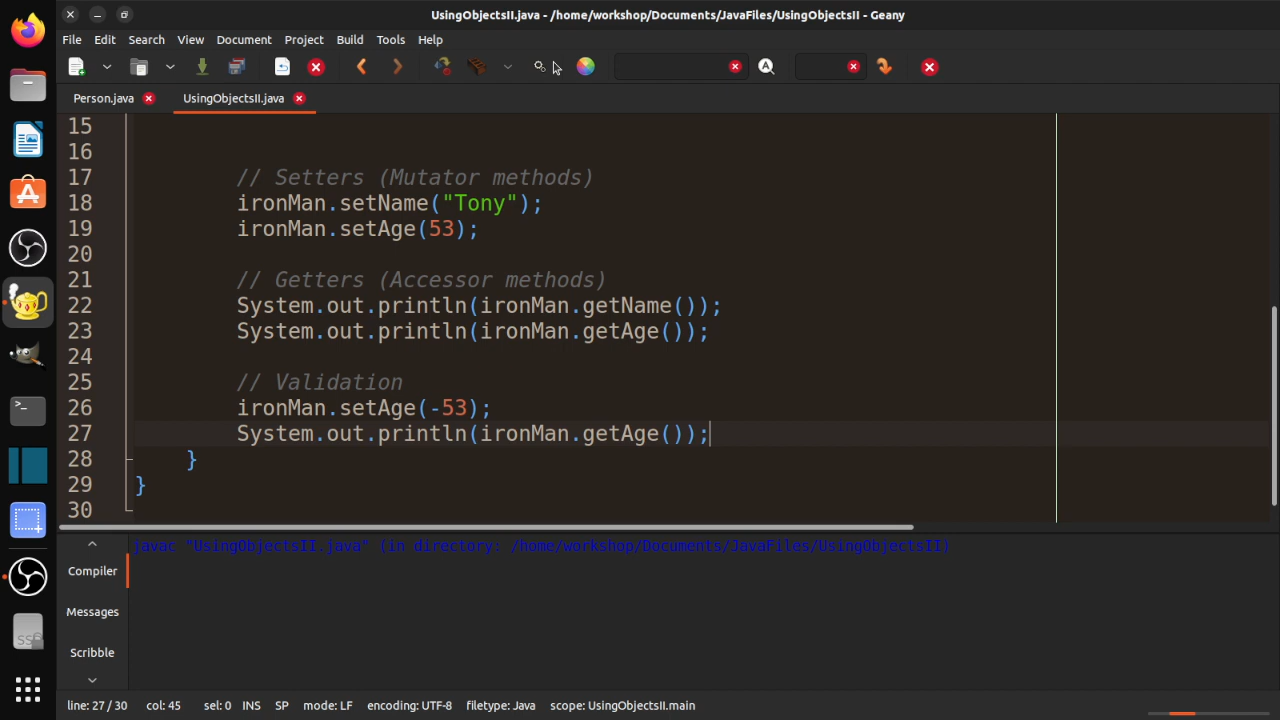 UsingObjectsII.java - /home/workshop/Documents/JavaFiles/UsingObjectsII - Geany
File Edit Search View Document Project Build Tools Help
Person.java UsingObjectsII.java
15
16
17 // Setters (Mutator methods)
18 ironMan.setName("Tony");
19 ironMan.setAge(53);
20
21 // Getters (Accessor methods)
22 System.out.println(ironMan.getName());
23 System.out.println(ironMan.getAge());
24
25 // Validation
26 ironMan.setAge(-53);
27 System.out.println(ironMan.getAge());
28 }
29 }
30
javac "UsingObjectsII.java" (in directory: /home/workshop/Documents/JavaFiles/UsingObjectsII)
Compiler
Messages
Scribble
line: 27 / 30 col: 45 sel: 0 INS SP mode: LF encoding: UTF-8 filetype: Java scope: UsingObjectsII.main